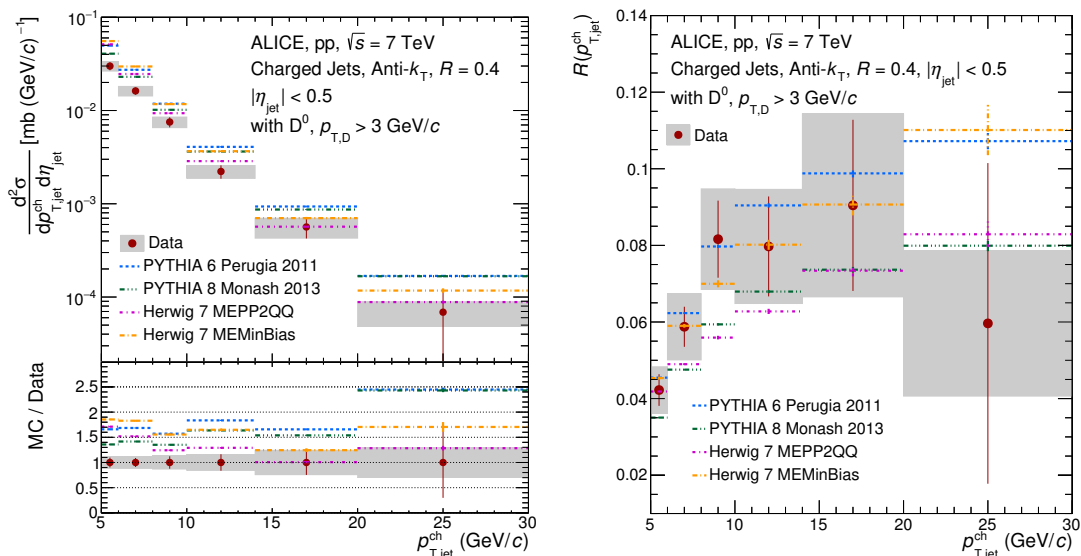 ALICE, pp, √s = 7 TeV
Charged Jets, Anti-k_T, R = 0.4
|η_jet| < 0.5
with D⁰, p_T,D > 3 GeV/c
d²σ / dp^ch_T,jet dη_jet [mb (GeV/c)⁻¹]
10⁻¹
10⁻²
10⁻³
10⁻⁴
Data
PYTHIA 6 Perugia 2011
PYTHIA 8 Monash 2013
Herwig 7 MEPP2QQ
Herwig 7 MEMinBias
MC / Data
2.5
2
1.5
1
0.5
0
5 10 15 20 25 30
p^ch_T,jet (GeV/c)
R(p^ch_T,jet)
0.14
0.12
0.1
0.08
0.06
0.04
0.02
ALICE, pp, √s = 7 TeV
Charged Jets, Anti-k_T, R = 0.4, |η_jet| < 0.5
with D⁰, p_T,D > 3 GeV/c
Data
PYTHIA 6 Perugia 2011
PYTHIA 8 Monash 2013
Herwig 7 MEPP2QQ
Herwig 7 MEMinBias
5 10 15 20 25 30
p^ch_T,jet (GeV/c)